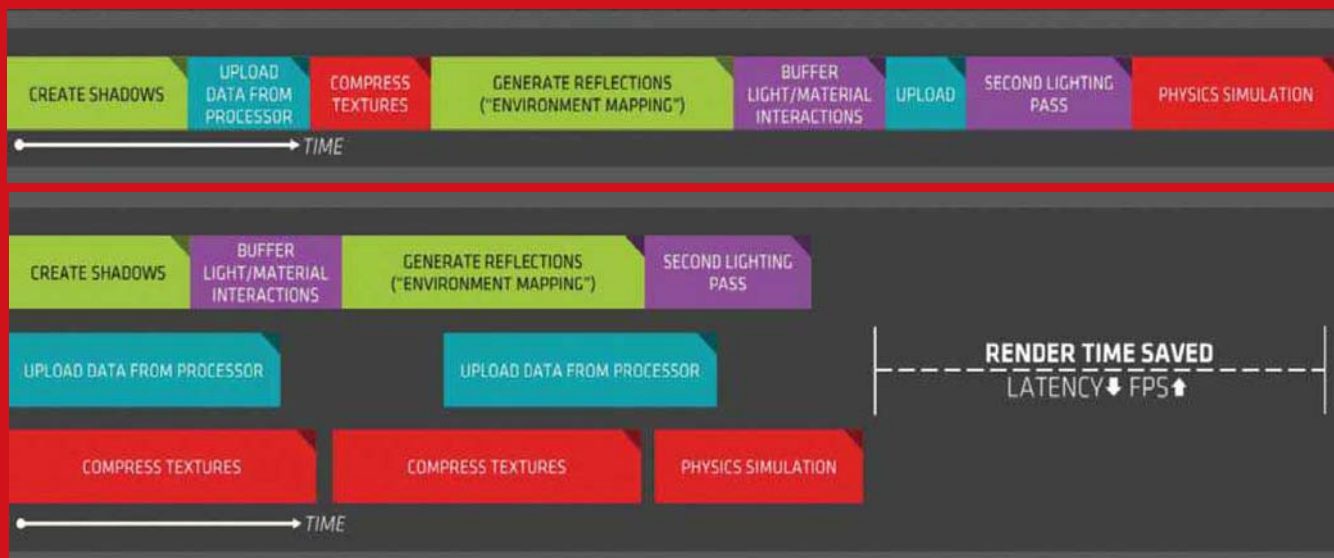 CREATE SHADOWS
UPLOAD
DATA FROM
PROCESSOR
COMPRESS
TEXTURES
GENERATE REFLECTIONS
("ENVIRONMENT MAPPING")
BUFFER
LIGHT/MATERIAL
INTERACTIONS
UPLOAD
SECOND LIGHTING
PASS
PHYSICS SIMULATION
TIME
CREATE SHADOWS
BUFFER
LIGHT/MATERIAL
INTERACTIONS
GENERATE REFLECTIONS
("ENVIRONMENT MAPPING")
SECOND LIGHTING
PASS
UPLOAD DATA FROM PROCESSOR
UPLOAD DATA FROM PROCESSOR
RENDER TIME SAVED
LATENCY⬇ FPS⬆
COMPRESS TEXTURES
COMPRESS TEXTURES
PHYSICS SIMULATION
TIME